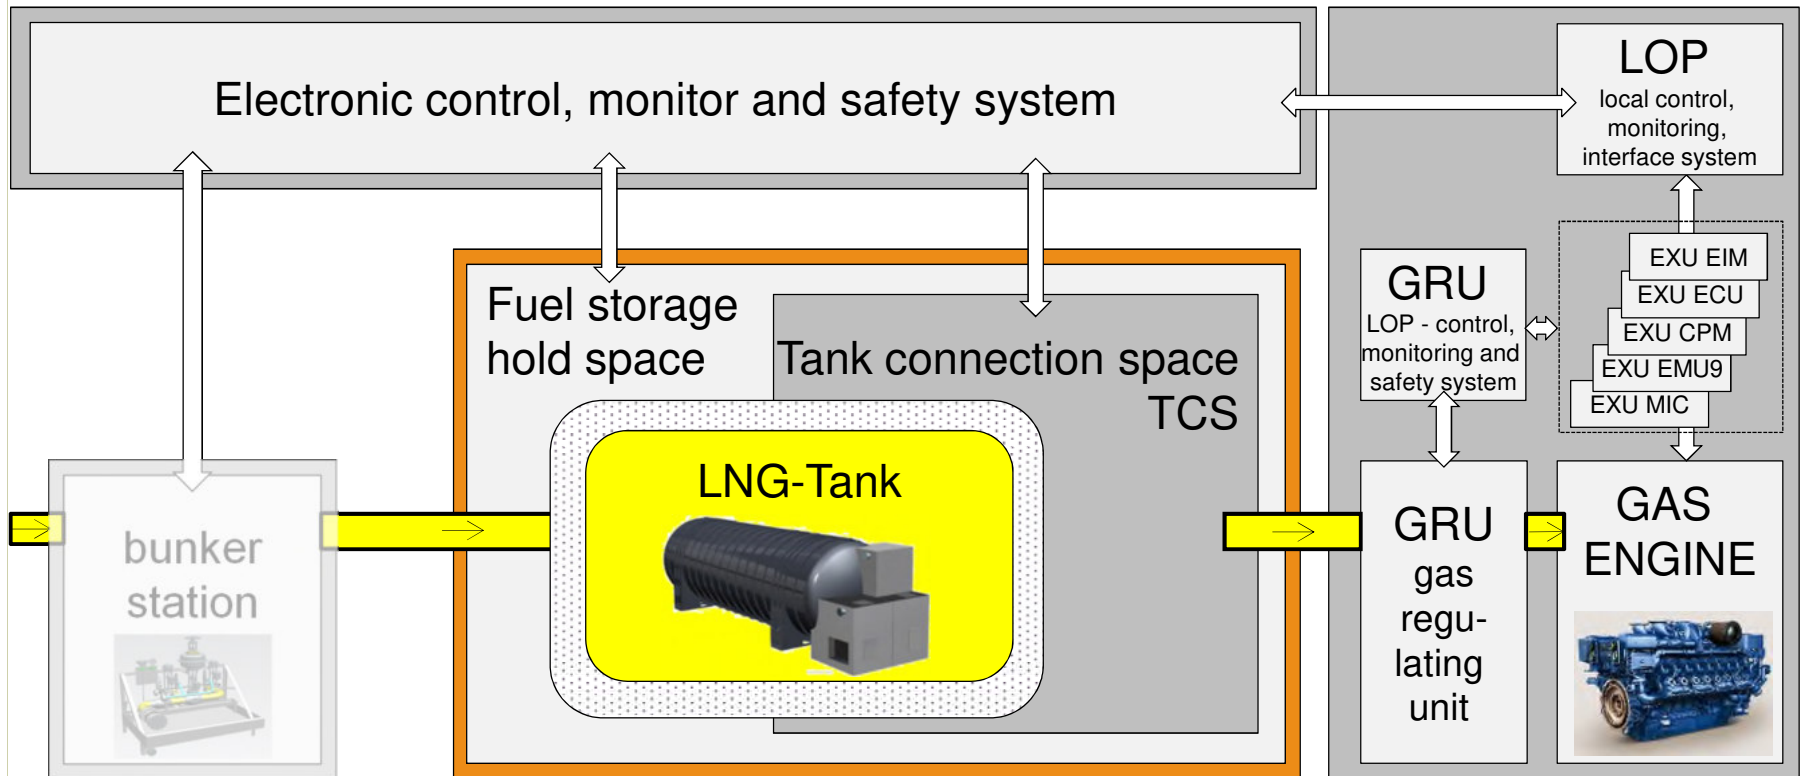 Electronic control, monitor and safety system
LOP
local control,
monitoring,
interface system
Fuel storage
hold space
Tank connection space
TCS
LNG-Tank
bunker
station
GRU
LOP - control,
monitoring and
safety system
EXU EIM
EXU ECU
EXU CPM
EXU EMU9
EXU MIC
GRU
gas
regu-
lating
unit
GAS
ENGINE